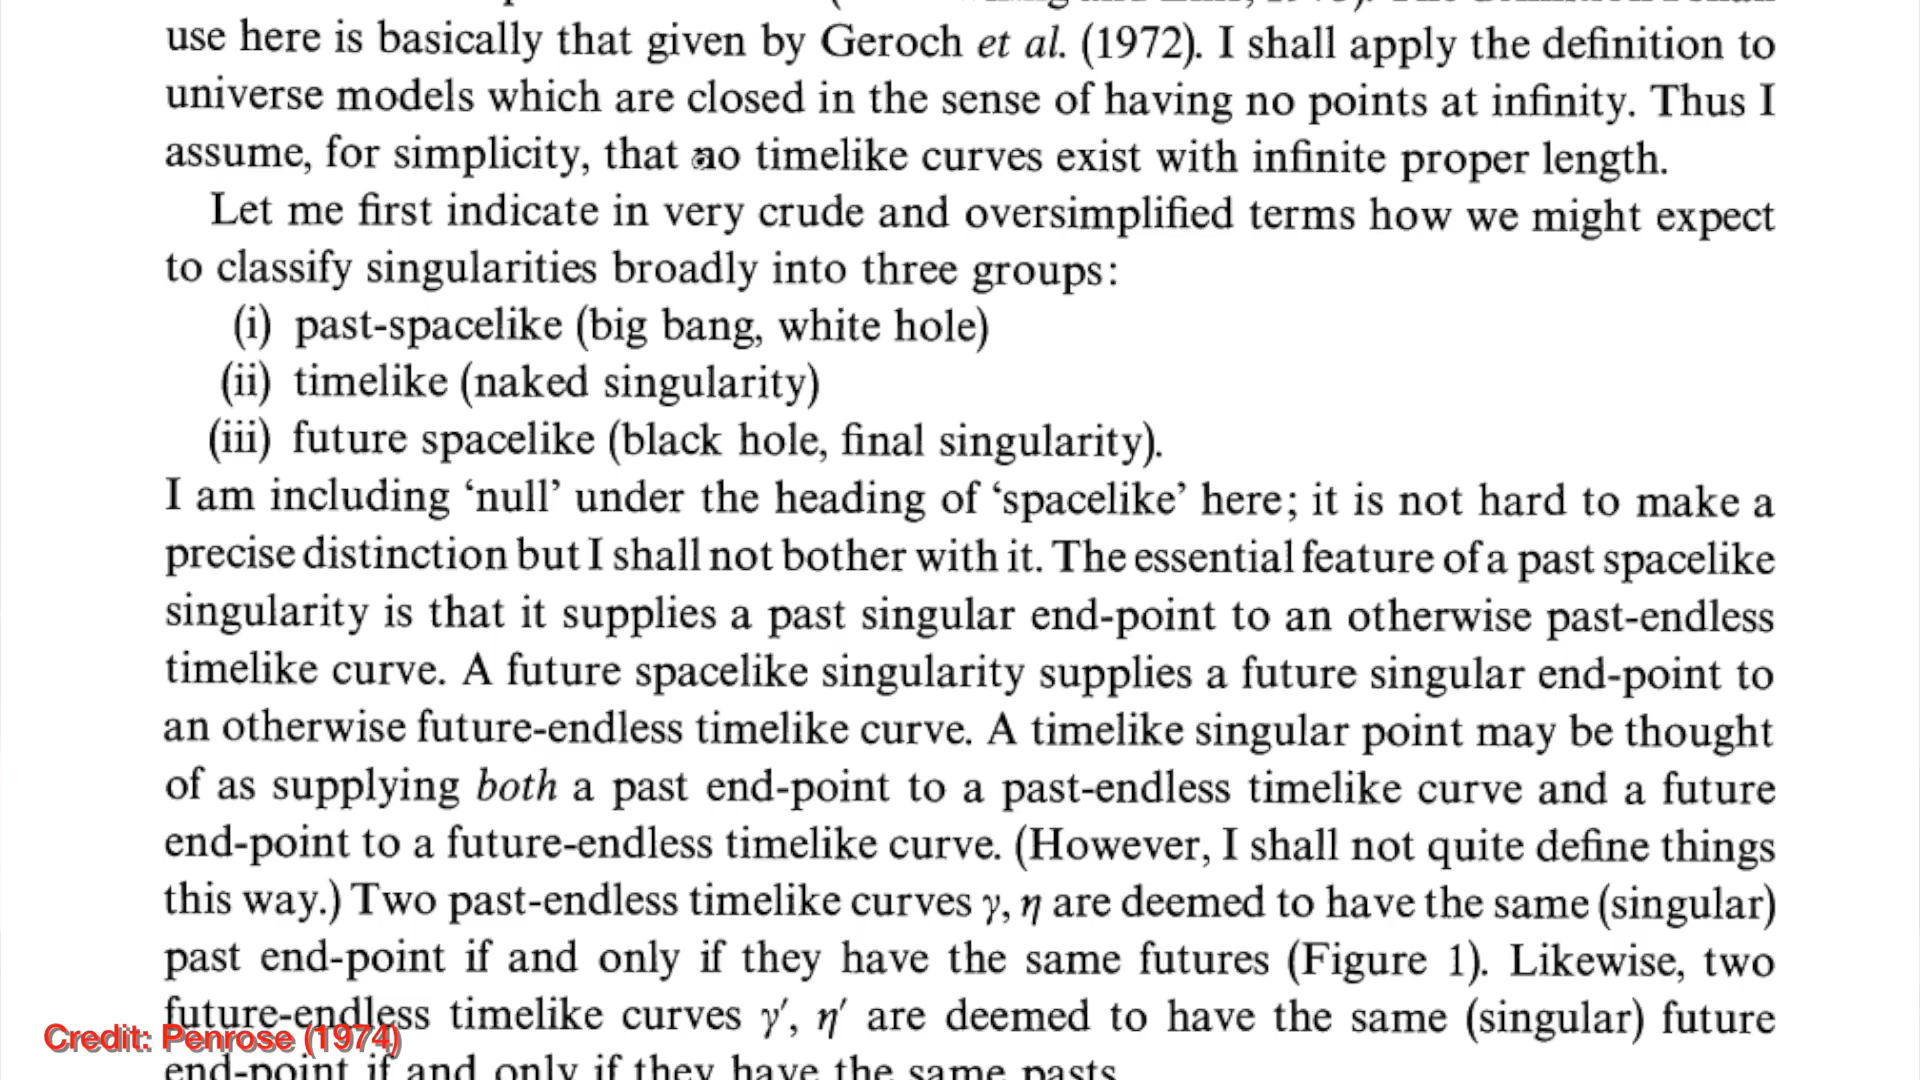 use here is basically that given by Geroch et al. (1972). I shall apply the definition to
universe models which are closed in the sense of having no points at infinity. Thus I
assume, for simplicity, that no timelike curves exist with infinite proper length.
Let me first indicate in very crude and oversimplified terms how we might expect
to classify singularities broadly into three groups:
(i) past-spacelike (big bang, white hole)
(ii) timelike (naked singularity)
(iii) future spacelike (black hole, final singularity).
I am including ‘null’ under the heading of ‘spacelike’ here; it is not hard to make a
precise distinction but I shall not bother with it. The essential feature of a past spacelike
singularity is that it supplies a past singular end-point to an otherwise past-endless
timelike curve. A future spacelike singularity supplies a future singular end-point to
an otherwise future-endless timelike curve. A timelike singular point may be thought
of as supplying both a past end-point to a past-endless timelike curve and a future
end-point to a future-endless timelike curve. (However, I shall not quite define things
this way.) Two past-endless timelike curves γ, η are deemed to have the same (singular)
past end-point if and only if they have the same futures (Figure 1). Likewise, two
future-endless timelike curves γ′, η′ are deemed to have the same (singular) future
end-point if and only if they have the same pasts
Credit: Penrose (1974)